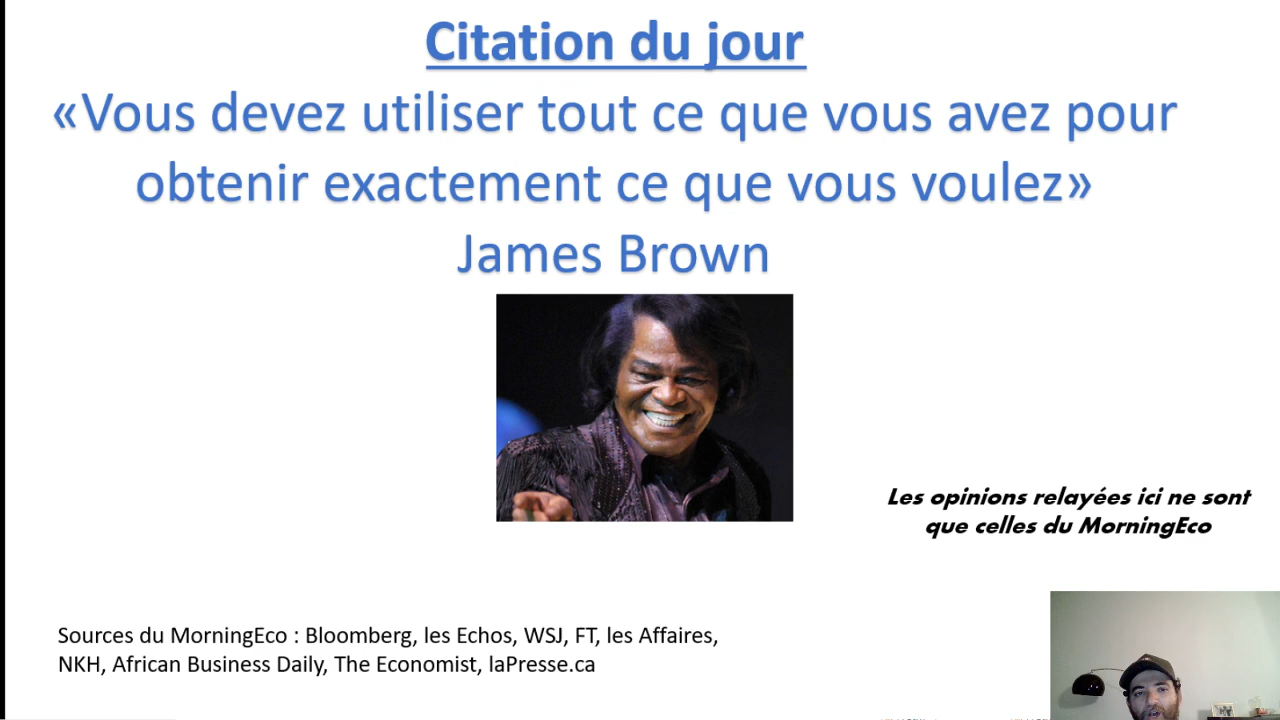 Citation du jour
«Vous devez utiliser tout ce que vous avez pour
obtenir exactement ce que vous voulez»
James Brown
Les opinions relayées ici ne sont
que celles du MorningEco
Sources du MorningEco : Bloomberg, les Echos, WSJ, FT, les Affaires,
NKH, African Business Daily, The Economist, laPresse.ca